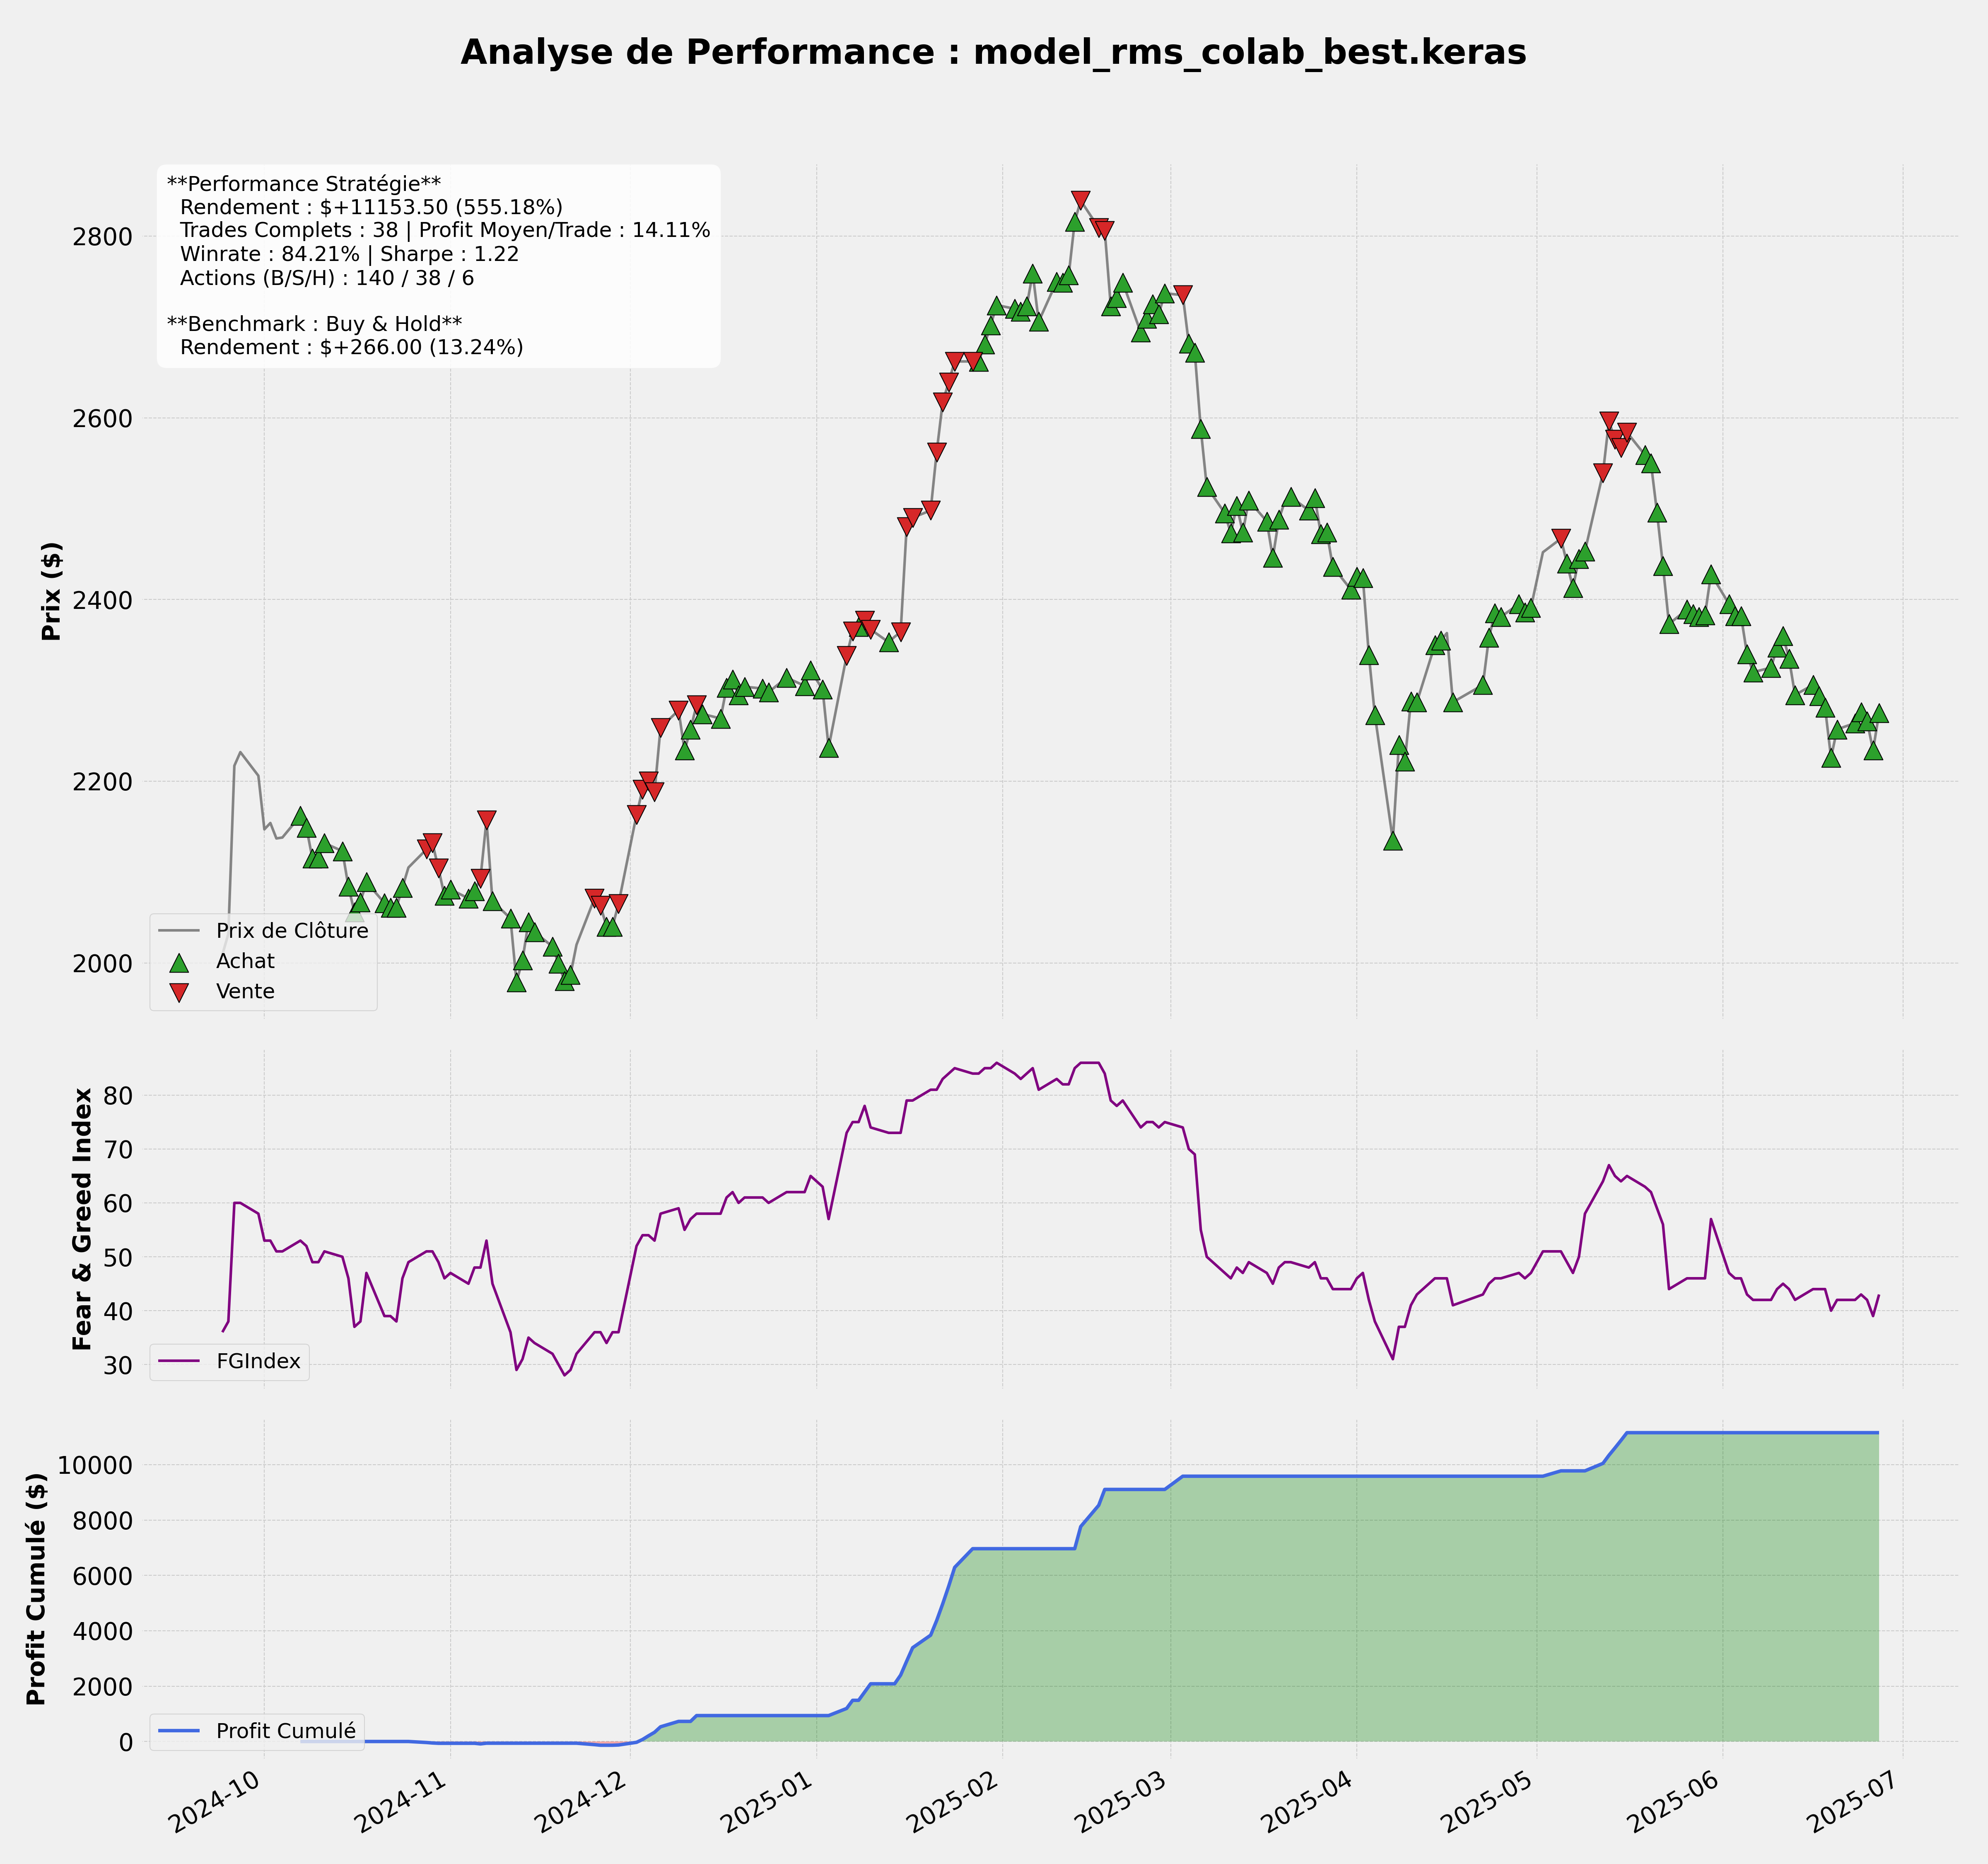 Analyse de Performance : model_rms_colab_best.keras
**Performance Stratégie**
Rendement : $+11153.50 (555.18%)
Trades Complets : 38 | Profit Moyen/Trade : 14.11%
Winrate : 84.21% | Sharpe : 1.22
Actions (B/S/H) : 140 / 38 / 6
**Benchmark : Buy & Hold**
Rendement : $+266.00 (13.24%)
Prix ($)
2800
2600
2400
2200
2000
Prix de Clôture
Achat
Vente
Fear & Greed Index
80
70
60
50
40
30
FGIndex
Profit Cumulé ($)
10000
8000
6000
4000
2000
0
Profit Cumulé
2024-10
2024-11
2024-12
2025-01
2025-02
2025-03
2025-04
2025-05
2025-06
2025-07